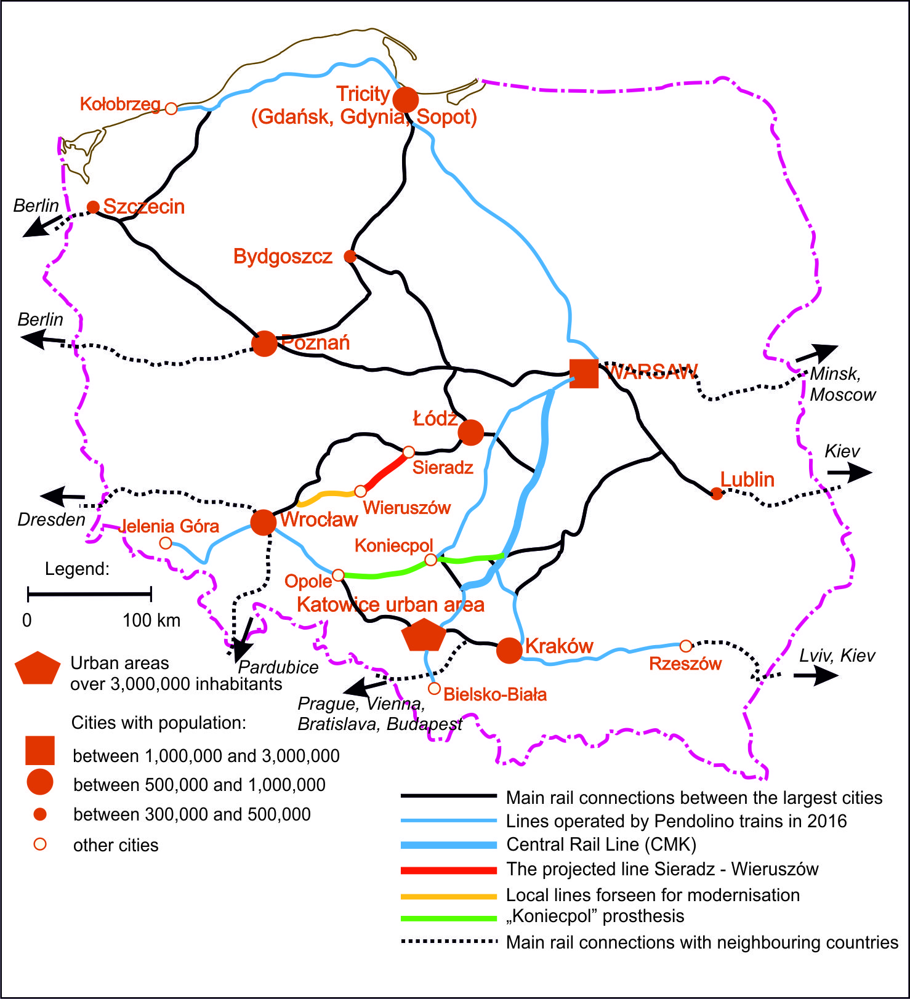 Kołobrzeg
Tricity
(Gdańsk, Gdynia, Sopot)
Berlin
Szczecin
Bydgoszcz
Berlin
Poznań
WARSAW
Minsk,
Moscow
Łódź
Sieradz
Kiev
Lublin
Wieruszów
Dresden
Jelenia Góra
Wrocław
Koniecpol
Opole
Katowice urban area
Kraków
Rzeszów
Lviv, Kiev
Pardubice
Bielsko-Biała
Prague, Vienna,
Bratislava, Budapest
Legend:
0 100 km
Urban areas
over 3,000,000 inhabitants
Cities with population:
between 1,000,000 and 3,000,000
between 500,000 and 1,000,000
between 300,000 and 500,000
other cities
Main rail connections between the largest cities
Lines operated by Pendolino trains in 2016
Central Rail Line (CMK)
The projected line Sieradz - Wieruszów
Local lines forseen for modernisation
„Koniecpol” prosthesis
Main rail connections with neighbouring countries